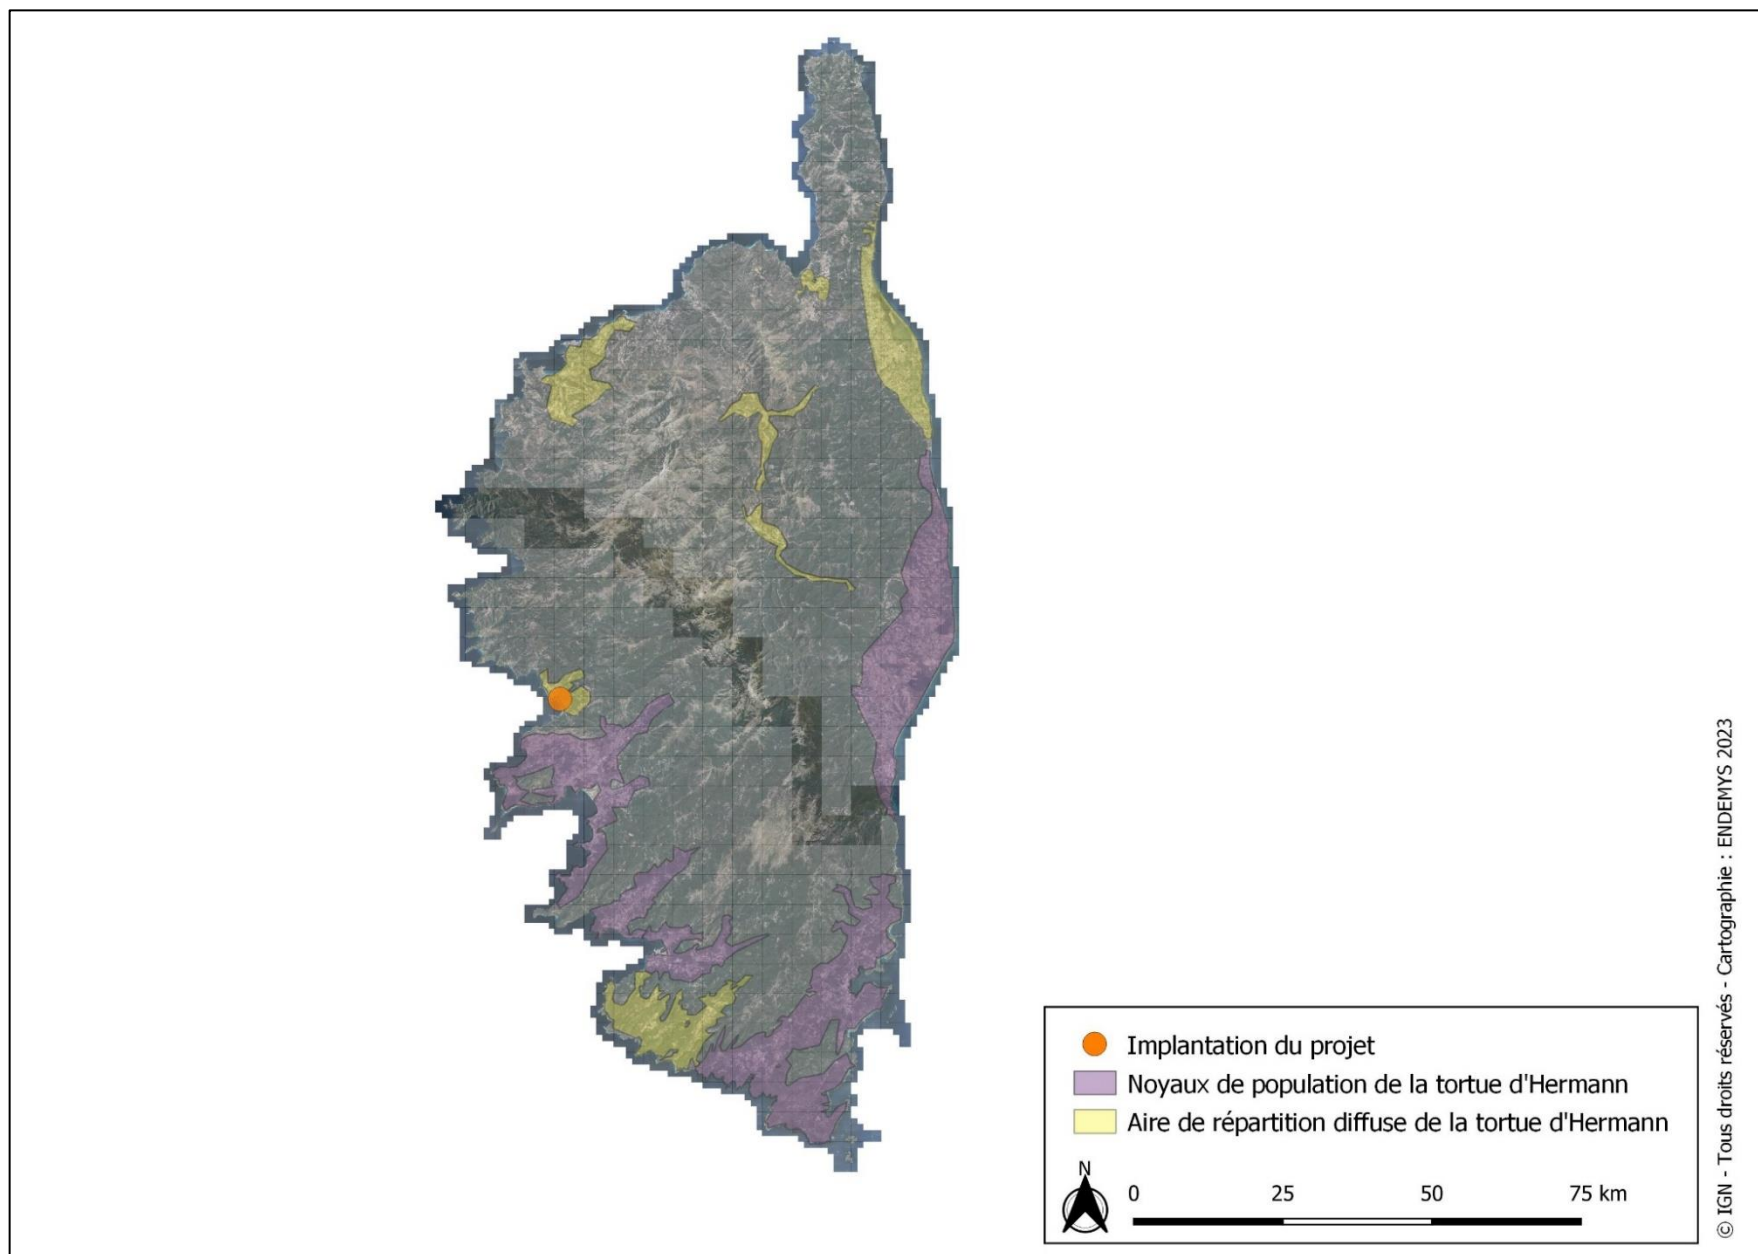 Implantation du projet
Noyaux de population de la tortue d'Hermann
Aire de répartition diffuse de la tortue d'Hermann
N
0 25 50 75 km
© IGN - Tous droits réservés - Cartographie : ENDEMYS 2023